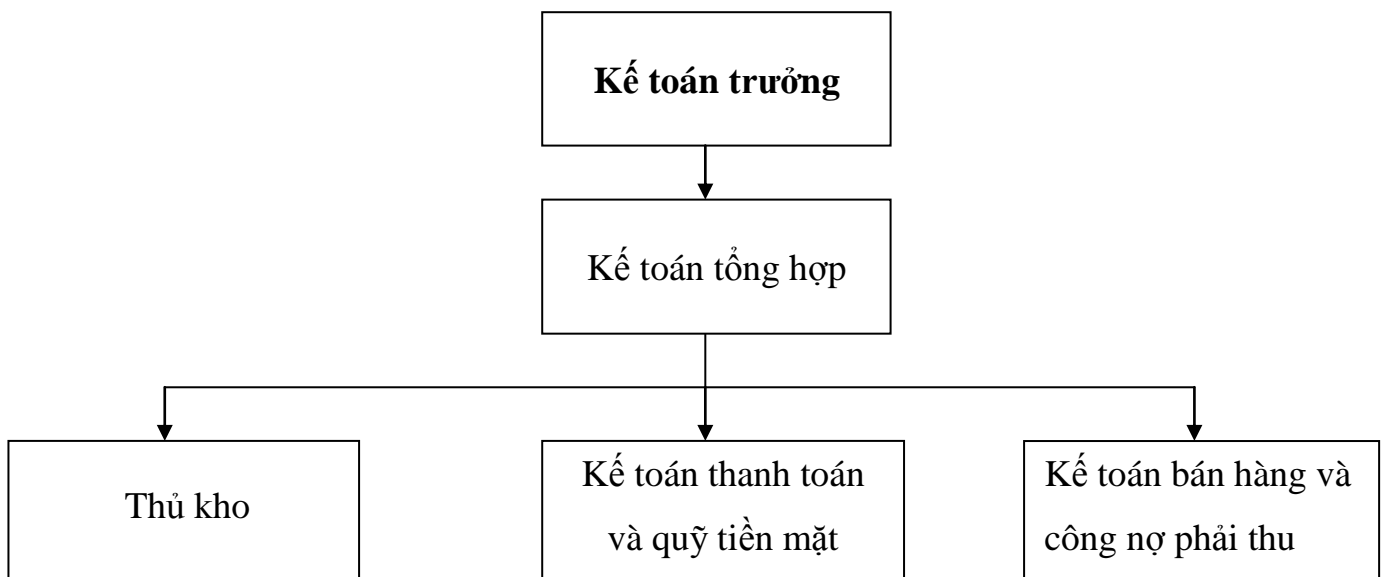 Kế toán trưởng
Kế toán tổng hợp
Thủ kho
Kế toán thanh toán
và quỹ tiền mặt
Kế toán bán hàng và
công nợ phải thu